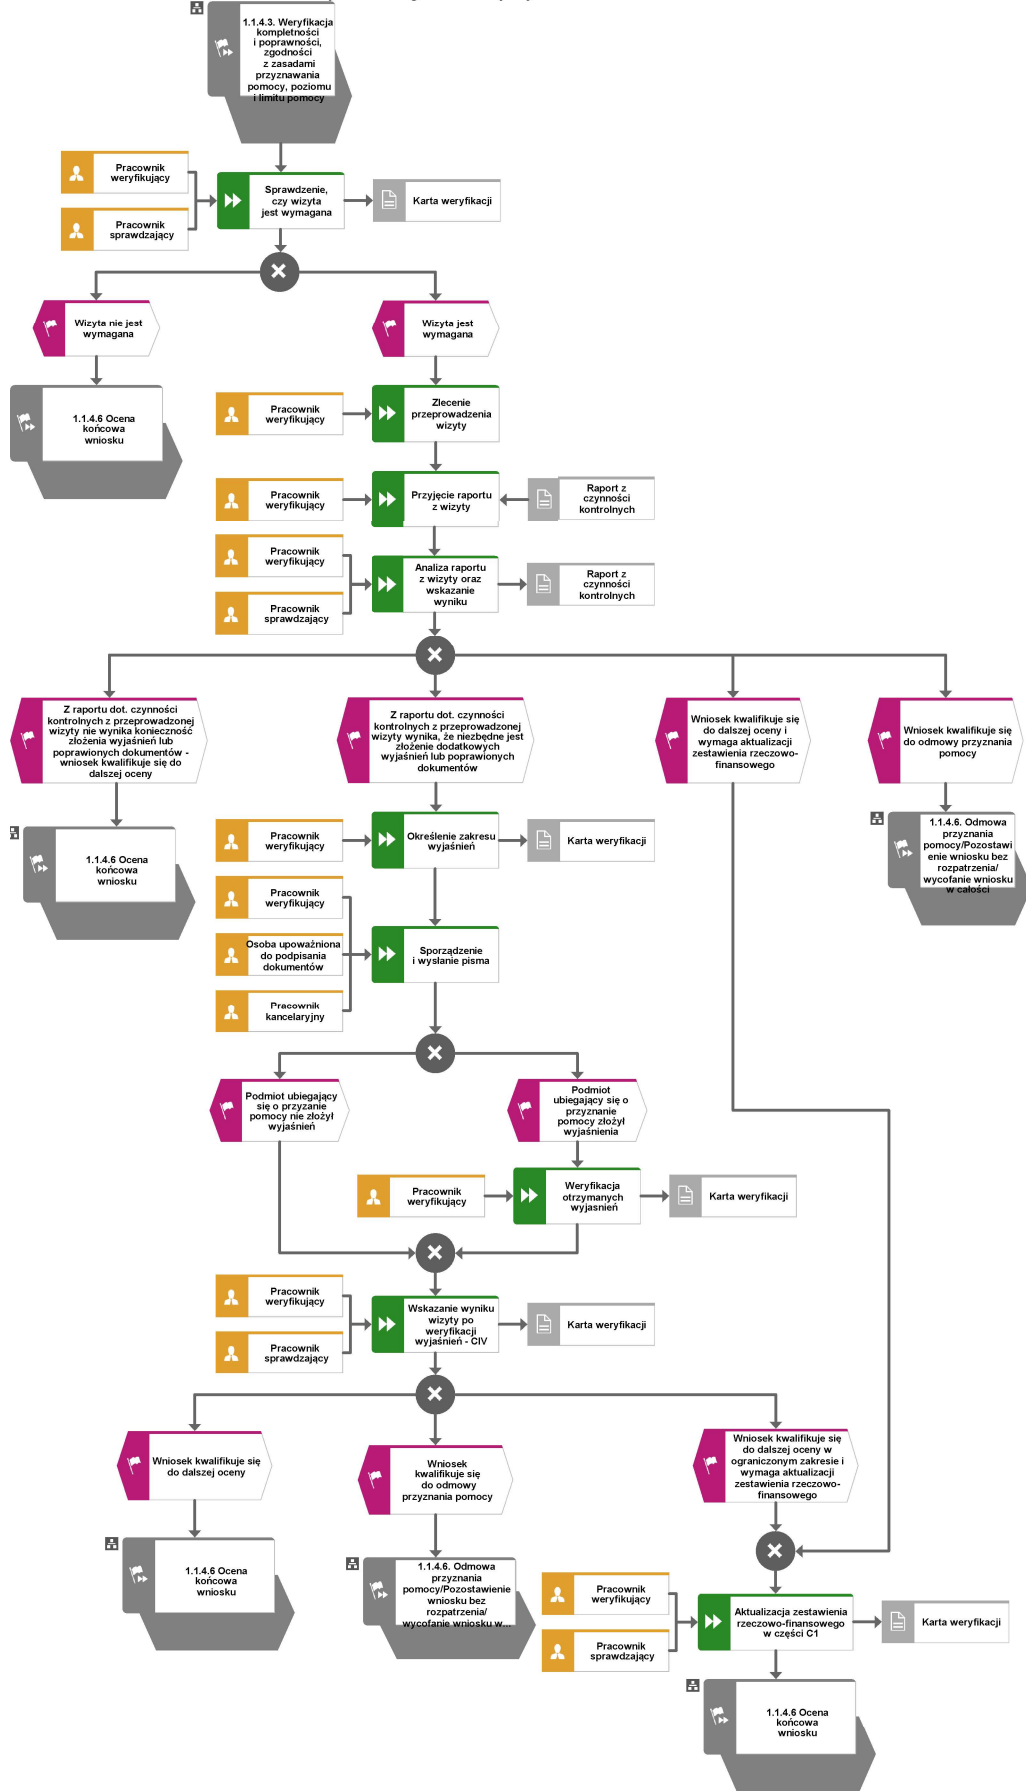 1.1.4.3. Weryfikacja
kompletności
i poprawności,
zgodności
z zasadami
przyznawania
pomocy, poziomu
i limitu pomocy
Pracownik
weryfikujący
Pracownik
sprawdzający
Sprawdzenie,
czy wizyta
jest wymagana
Karta weryfikacji
Wizyta nie jest
wymagana
Wizyta jest
wymagana
1.1.4.6 Ocena
końcowa
wniosku
Pracownik
weryfikujący
Zlecenie
przeprowadzenia
wizyty
Pracownik
weryfikujący
Przyjęcie raportu
z wizyty
Raport z
czynności
kontrolnych
Pracownik
weryfikujący
Pracownik
sprawdzający
Analiza raportu
z wizyty oraz
wskazanie
wyniku
Raport z
czynności
kontrolnych
Z raportu dot. czynności
kontrolnych z przeprowadzonej
wizyty nie wynika konieczność
złożenia wyjaśnień lub
poprawionych dokumentów -
wniosek kwalifikuje się do
dalszej oceny
Z raportu dot. czynności
kontrolnych z przeprowadzonej
wizyty wynika, że niezbędne jest
złożenie dodatkowych
wyjaśnień lub poprawionych
dokumentów
Wniosek kwalifikuje się
do dalszej oceny i
wymaga aktualizacji
zestawienia rzeczowo-
finansowego
Wniosek kwalifikuje się
do odmowy przyznania
pomocy
1.1.4.6 Ocena
końcowa
wniosku
Pracownik
weryfikujący
Określenie zakresu
wyjaśnień
Karta weryfikacji
1.1.4.6. Odmowa
przyznania
pomocy/Pozostawi
enie wniosku bez
rozpatrzenia/
wycofanie wniosku
w całości
Pracownik
weryfikujący
Osoba upoważniona
do podpisania
dokumentów
Pracownik
kancelaryjny
Sporządzenie
i wysłanie pisma
Podmiot ubiegający
się o przyzanie
pomocy nie złożył
wyjaśnień
Podmiot
ubiegający się o
przyznanie
pomocy złożył
wyjaśnienia
Pracownik
weryfikujący
Weryfikacja
otrzymanych
wyjasnień
Karta weryfikacji
Pracownik
weryfikujący
Pracownik
sprawdzający
Wskazanie wyniku
wizyty po
weryfikacji
wyjaśnień - CIV
Karta weryfikacji
Wniosek kwalifikuje się
do dalszej oceny
Wniosek
kwalifikuje się
do odmowy
przyznania pomocy
Wniosek kwalifikuje się
do dalszej oceny w
ograniczonym zakresie i
wymaga aktualizacji
zestawienia rzeczowo-
finansowego
1.1.4.6 Ocena
końcowa
wniosku
1.1.4.6. Odmowa
przyznania
pomocy/Pozostawienie
wniosku bez
rozpatrzenia/
wycofanie wniosku w...
Pracownik
weryfikujący
Pracownik
sprawdzający
Aktualizacja zestawienia
rzeczowo-finansowego
w części C1
Karta weryfikacji
1.1.4.6 Ocena
końcowa
wniosku